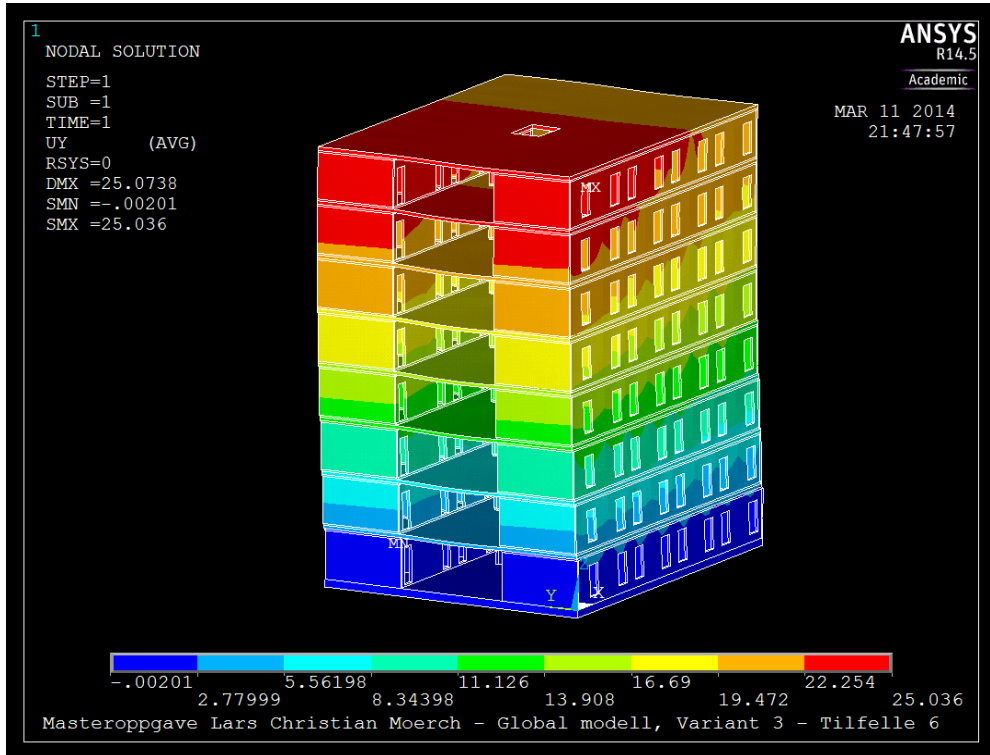 1
NODAL SOLUTION
STEP=1
SUB =1
TIME=1
UY (AVG)
RSYS=0
DMX =25.0738
SMN =-.00201
SMX =25.036
ANSYS
R14.5
Academic
MAR 11 2014
21:47:57
MX
MN
Z
Y
X
-.00201
2.77999
5.56198
8.34398
11.126
13.908
16.69
19.472
22.254
25.036
Masteroppgave Lars Christian Moerch - Global modell, Variant 3 - Tilfelle 6